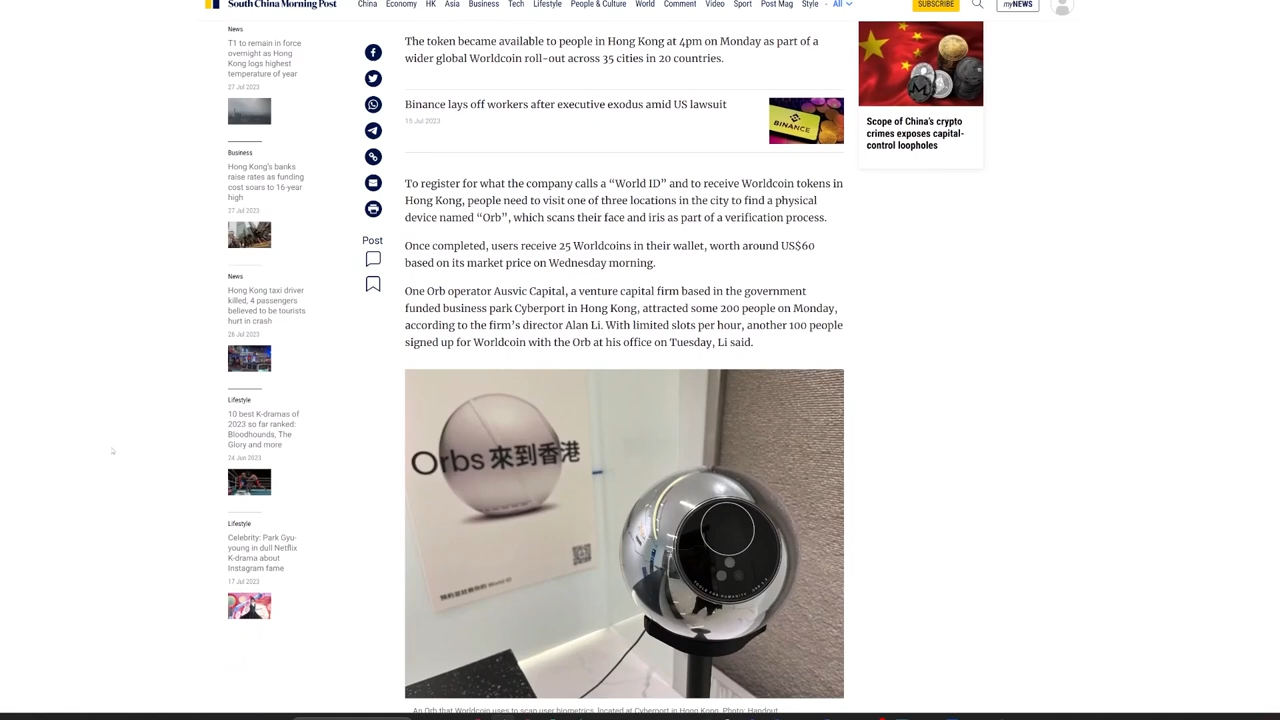 South China Morning Post
China Economy HK Asia Business Tech Lifestyle People & Culture World Comment Video Sport Post Mag Style - All
SUBSCRIBE
myNEWS
News
T1 to remain in force
overnight as Hong
Kong logs highest
temperature of year
27 Jul 2023
Business
Hong Kong's banks
raise rates as funding
cost soars to 16-year
high
27 Jul 2023
News
Hong Kong taxi driver
killed, 4 passengers
believed to be tourists
hurt in crash
26 Jul 2023
Lifestyle
10 best K-dramas of
2023 so far ranked:
Bloodhounds, The
Glory and more
24 Jun 2023
Lifestyle
Celebrity: Park Gyu-
young in dull Netflix
K-drama about
Instagram fame
17 Jul 2023
Post
The token became available to people in Hong Kong at 4pm on Monday as part of a
wider global Worldcoin roll-out across 35 cities in 20 countries.
Binance lays off workers after executive exodus amid US lawsuit
15 Jul 2023
BINANCE
To register for what the company calls a “World ID” and to receive Worldcoin tokens in
Hong Kong, people need to visit one of three locations in the city to find a physical
device named “Orb”, which scans their face and iris as part of a verification process.
Once completed, users receive 25 Worldcoins in their wallet, worth around US$60
based on its market price on Wednesday morning.
One Orb operator Ausvic Capital, a venture capital firm based in the government
funded business park Cyberport in Hong Kong, attracted some 200 people on Monday,
according to the firm's director Alan Li. With limited slots per hour, another 100 people
signed up for Worldcoin with the Orb at his office on Tuesday, Li said.
Orbs 來到香港
World ID
An Orb that Worldcoin uses to scan user biometrics, located at Cyberport in Hong Kong. Photo: Handout
Scope of China's crypto
crimes exposes capital-
control loopholes